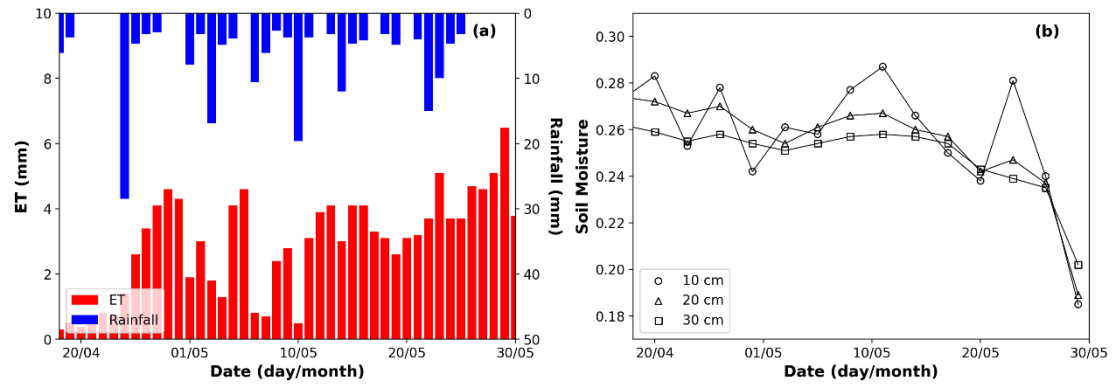 (a)
10
8
6
4
2
0
ET (mm)
0
10
20
30
40
50
Rainfall (mm)
ET
Rainfall
20/04 01/05 10/05 20/05 30/05
Date (day/month)
(b)
0.30
0.28
0.26
0.24
0.22
0.20
0.18
Soil Moisture
10 cm
20 cm
30 cm
20/04 01/05 10/05 20/05 30/05
Date (day/month)